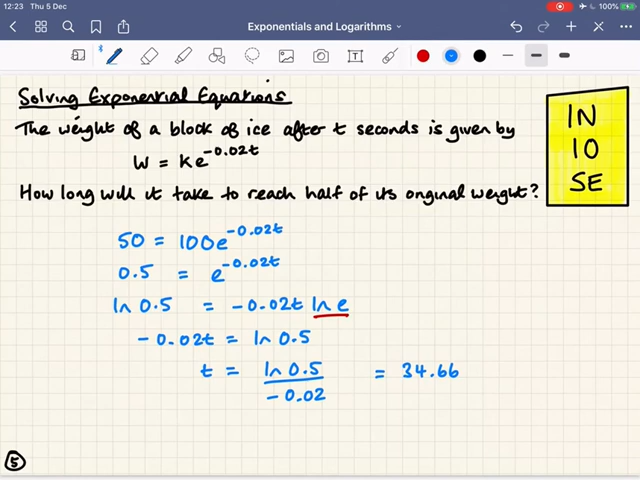 12:23 Thu 5 Dec
100%
Exponentials and Logarithms
Solving Exponential Equations
The weight of a block of ice after t seconds is given by
W = Ke^-0.02t
How long will it take to reach half of its original weight?
IN
10
SE
50 = 100e^-0.02t
0.5 = e^-0.02t
ln 0.5 = -0.02t ln e
-0.02t = ln 0.5
t = ln 0.5 / -0.02 = 34.66
5